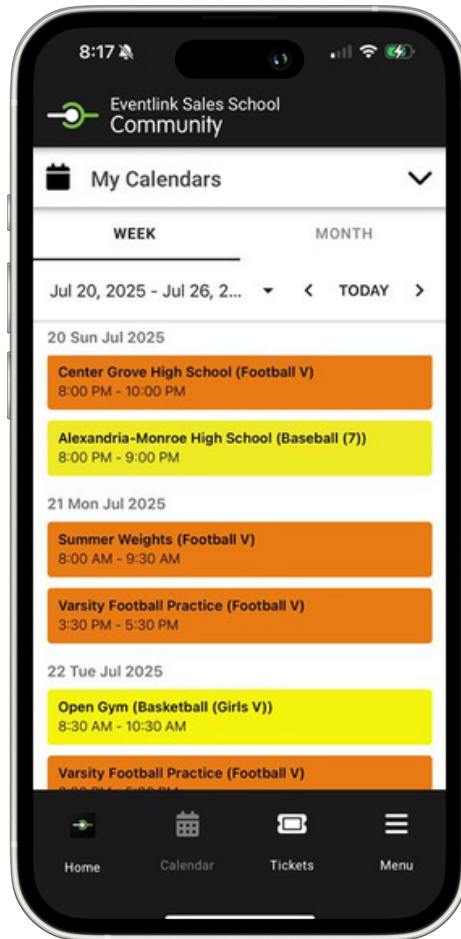 8:17
Eventlink Sales School
Community
My Calendars
WEEK MONTH
Jul 20, 2025 - Jul 26, 2... TODAY
20 Sun Jul 2025
Center Grove High School (Football V)
8:00 PM - 10:00 PM
Alexandria-Monroe High School (Baseball (7))
8:00 PM - 9:00 PM
21 Mon Jul 2025
Summer Weights (Football V)
8:00 AM - 9:30 AM
Varsity Football Practice (Football V)
3:30 PM - 5:30 PM
22 Tue Jul 2025
Open Gym (Basketball (Girls V))
8:30 AM - 10:30 AM
Varsity Football Practice (Football V)
Home Calendar Tickets Menu